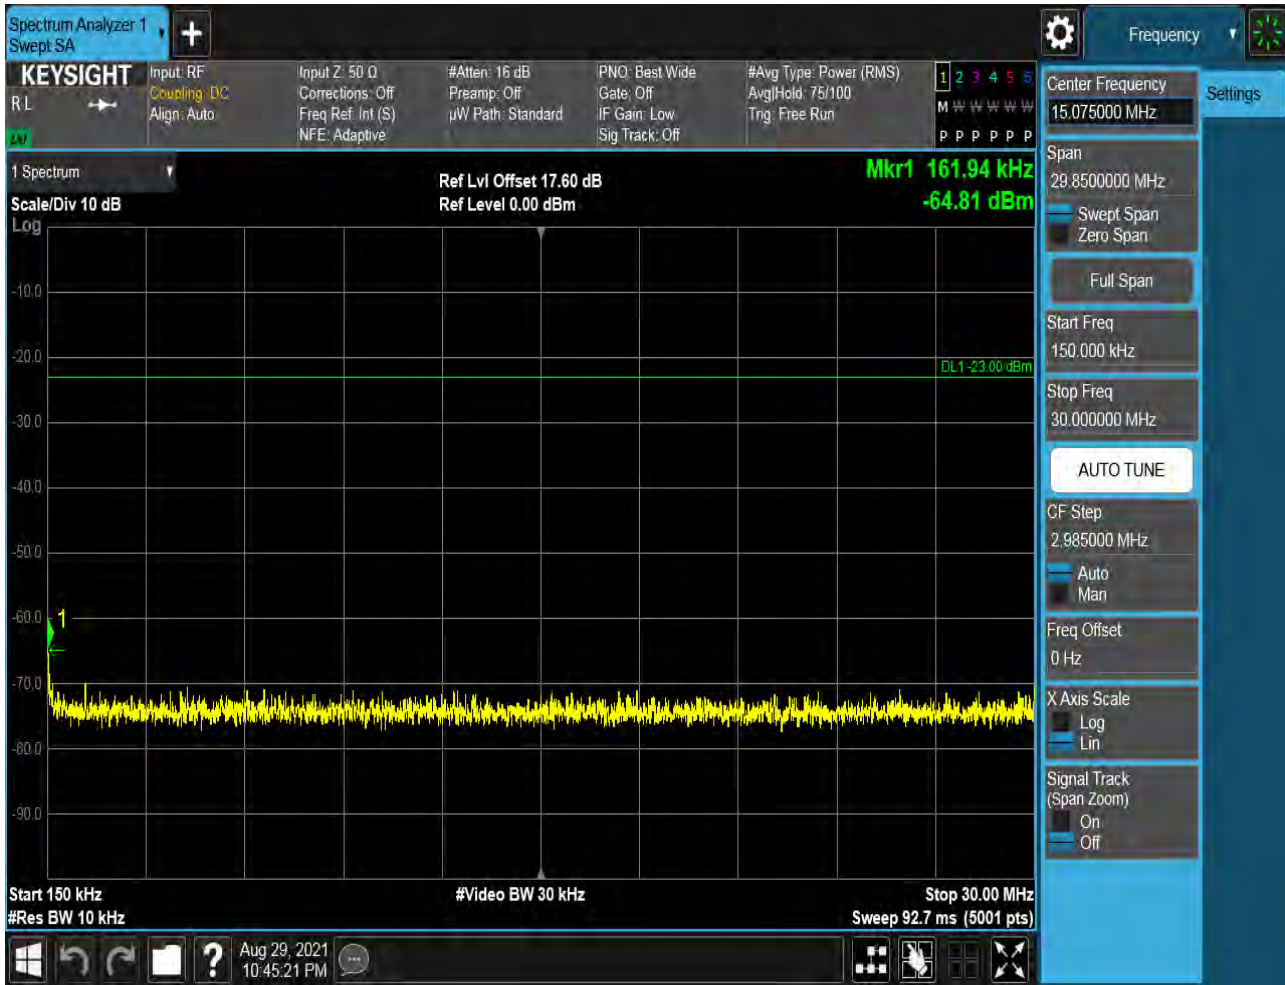 Spectrum Analyzer 1
Swept SA
+
Frequency
KEYSIGHT
R L
LNI
Input: RF
Coupling: DC
Align: Auto
Input Z: 50 Ω
Corrections: Off
Freq Ref: Int (S)
NFE: Adaptive
#Atten: 16 dB
Preamp: Off
µW Path: Standard
PNO: Best Wide
Gate: Off
IF Gain: Low
Sig Track: Off
#Avg Type: Power (RMS)
Avg|Hold: 75/100
Trig: Free Run
1 2 3 4 5 6
M W W W W W
P P P P P P
1 Spectrum
Scale/Div 10 dB
Log
Ref Lvl Offset 17.60 dB
Ref Level 0.00 dBm
Mkr1 161.94 kHz
-64.81 dBm
-10.0
-20.0
DL1 -23.00 dBm
-30.0
-40.0
-50.0
-60.0
1
-70.0
-80.0
-90.0
Start 150 kHz
#Res BW 10 kHz
#Video BW 30 kHz
Stop 30.00 MHz
Sweep 92.7 ms (5001 pts)
?
Aug 29, 2021
10:45:21 PM
Center Frequency
15.075000 MHz
Settings
Span
29.8500000 MHz
Swept Span
Zero Span
Full Span
Start Freq
150.000 kHz
Stop Freq
30.000000 MHz
AUTO TUNE
CF Step
2.985000 MHz
Auto
Man
Freq Offset
0 Hz
X Axis Scale
Log
Lin
Signal Track
(Span Zoom)
On
Off